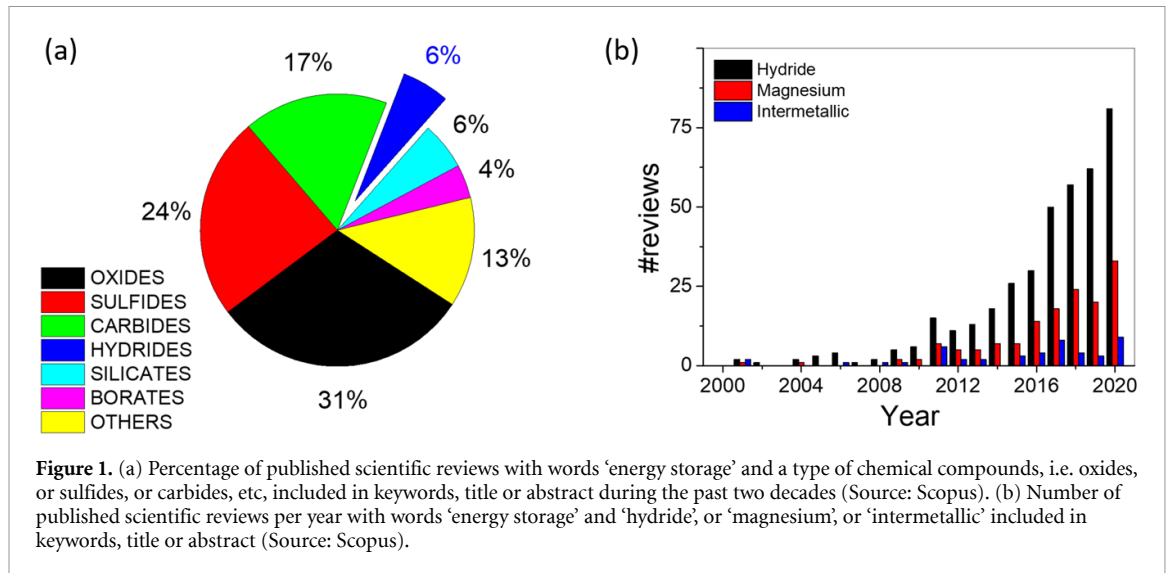 (a)
17%
6%
6%
4%
13%
31%
24%
OXIDES
SULFIDES
CARBIDES
HYDRIDES
SILICATES
BORATES
OTHERS
(b)
Hydride
Magnesium
Intermetallic
#reviews
75
50
25
0
2000 2004 2008 2012 2016 2020
Year
Figure 1. (a) Percentage of published scientific reviews with words ‘energy storage’ and a type of chemical compounds, i.e. oxides,
or sulfides, or carbides, etc, included in keywords, title or abstract during the past two decades (Source: Scopus). (b) Number of
published scientific reviews per year with words ‘energy storage’ and ‘hydride’, or ‘magnesium’, or ‘intermetallic’ included in
keywords, title or abstract (Source: Scopus).